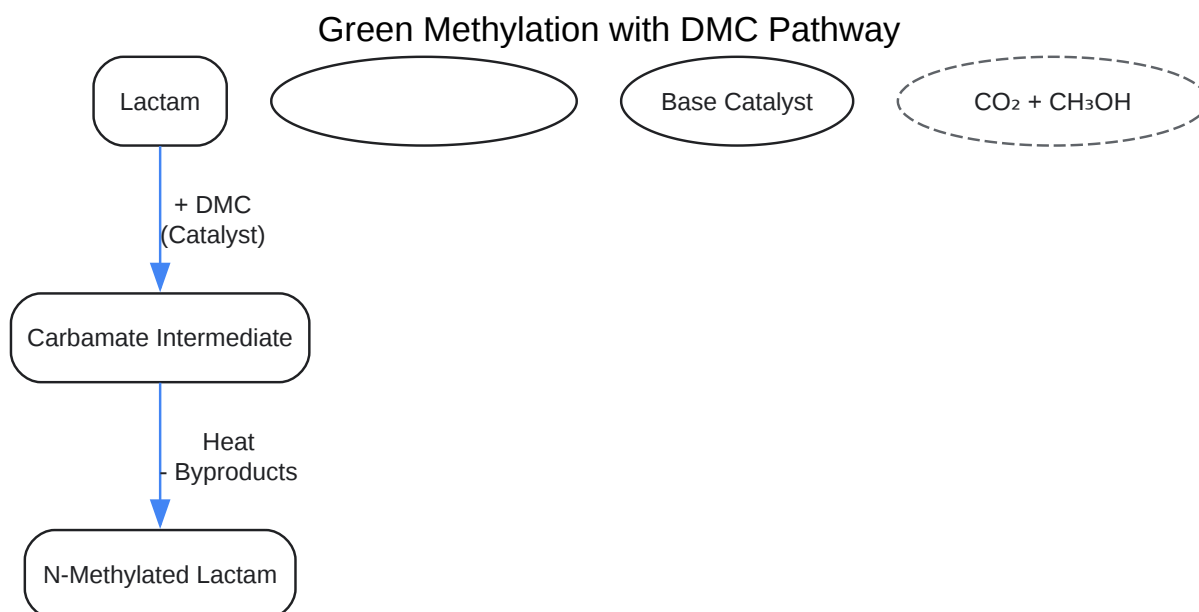 Green Methylation with DMC Pathway
Lactam
Base Catalyst
CO₂ + CH₃OH
+ DMC
(Catalyst)
Carbamate Intermediate
Heat
- Byproducts
N-Methylated Lactam